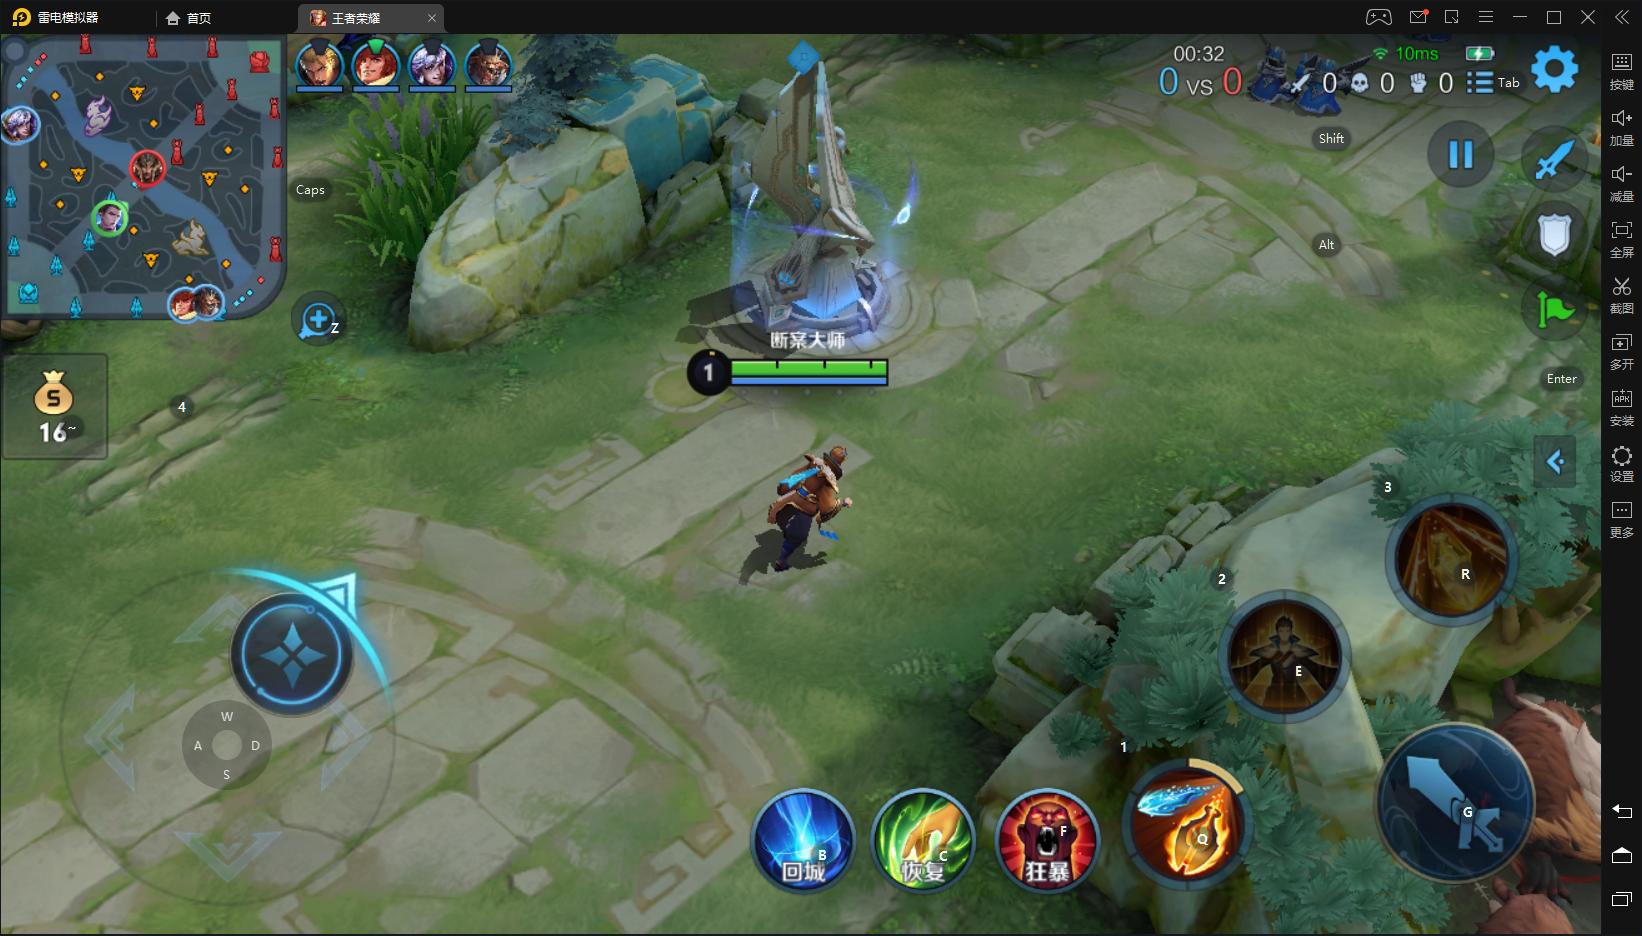 雷电模拟器
首页
王者荣耀
00:32
10ms
0 VS 0
0
0
0
Tab
按键
加量
减量
全屏
截图
多开
安装
设置
更多
Shift
Caps
Alt
Z
断案大师
1
Enter
S
16
~
4
3
R
2
E
W
A
D
S
1
G
Q
B
回城
C
恢复
F
狂暴
APK